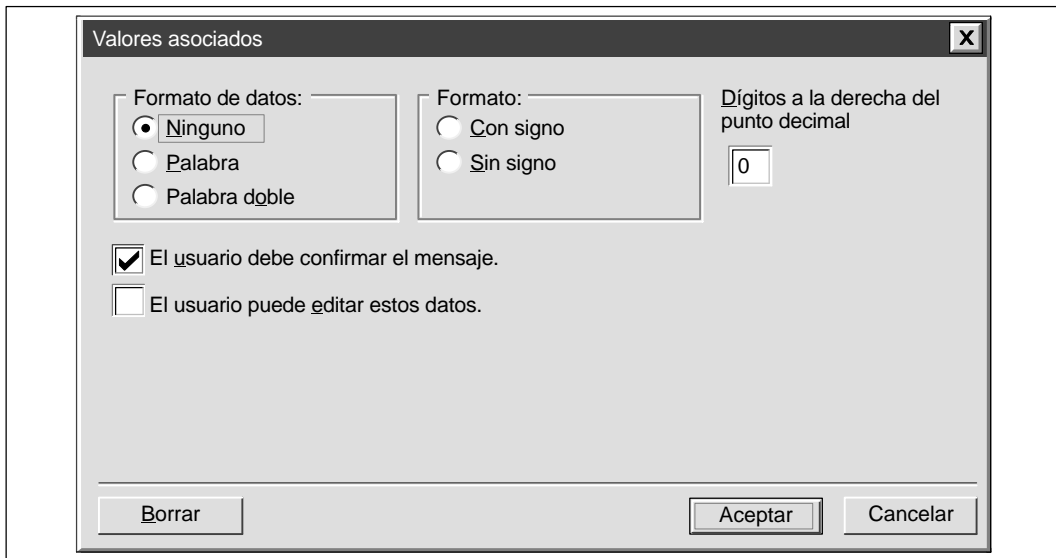 Valores asociados
X
Formato de datos:
Ninguno
Palabra
Palabra doble
Formato:
Con signo
Sin signo
Dígitos a la derecha del
punto decimal
0
El usuario debe confirmar el mensaje.
El usuario puede editar estos datos.
Borrar
Aceptar
Cancelar